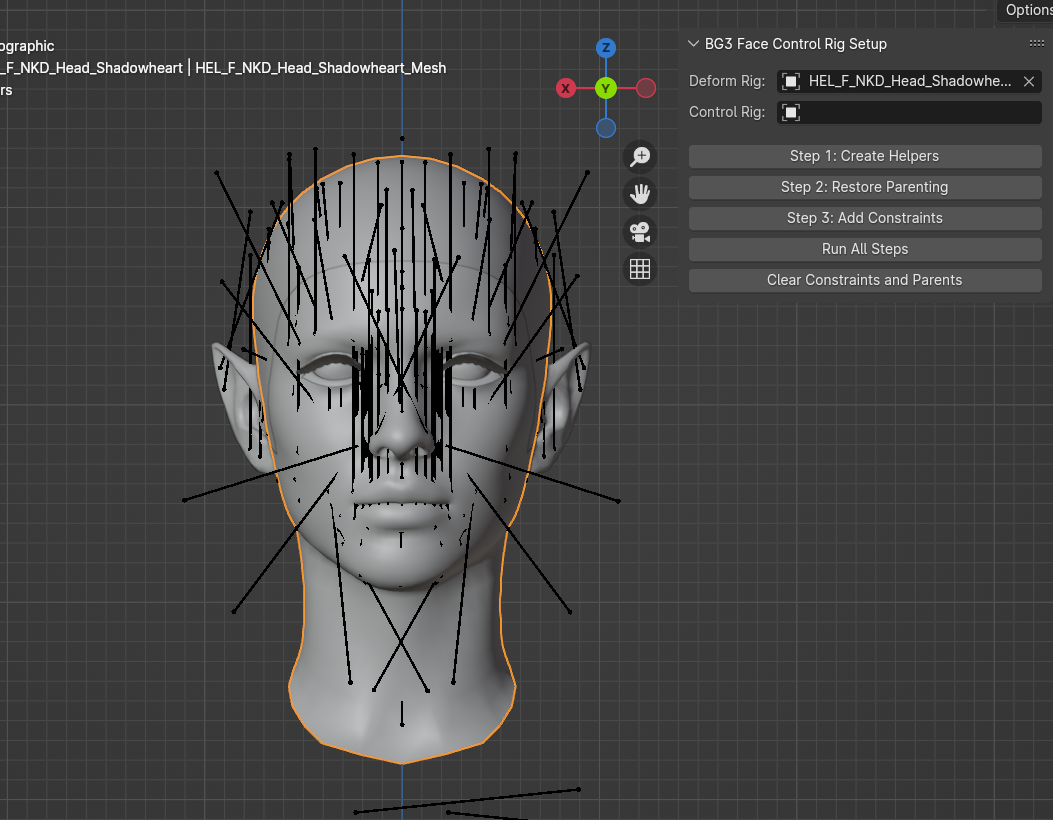 Options
ographic
_F_NKD_Head_Shadowheart | HEL_F_NKD_Head_Shadowheart_Mesh
rs
Z
X
Y
BG3 Face Control Rig Setup
Deform Rig: HEL_F_NKD_Head_Shadowhe...
Control Rig:
Step 1: Create Helpers
Step 2: Restore Parenting
Step 3: Add Constraints
Run All Steps
Clear Constraints and Parents